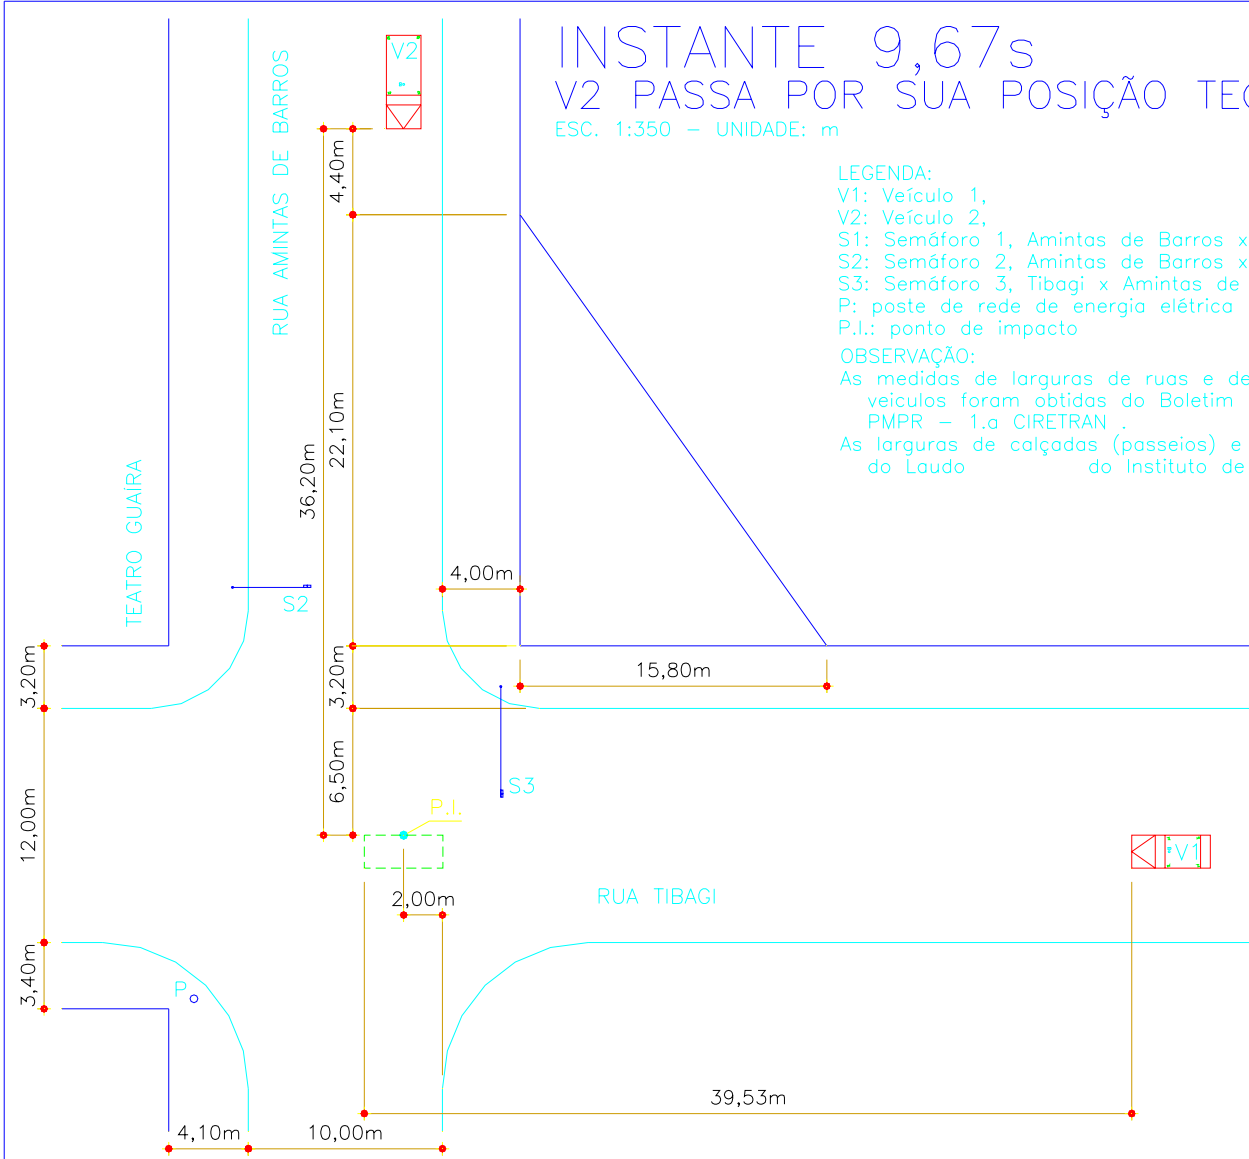 INSTANTE 9,67s
V2 PASSA POR SUA POSIÇÃO
ESC. 1:350 – UNIDADE: m
LEGENDA:
V1: Veículo 1,
V2: Veículo 2,
S1: Semáforo 1, Amintas de Barros x
S2: Semáforo 2, Amintas de Barros x
S3: Semáforo 3, Tibagi x Amintas de
P: poste de rede de energia elétrica
P.I.: ponto de impacto
OBSERVAÇÃO:
As medidas de larguras de ruas e de
veiculos foram obtidas do Boletim
PMPR – 1.a CIRETRAN .
As larguras de calçadas (passeios) e
do Laudo do Instituto de
V2
RUA AMINTAS DE BARROS
4,40m
22,10m
36,20m
TEATRO GUAÍRA
S2
4,00m
3,20m
3,20m
15,80m
6,50m
S3
P.I.
12,00m
V1
2,00m
RUA TIBAGI
3,40m
P
39,53m
4,10m
10,00m